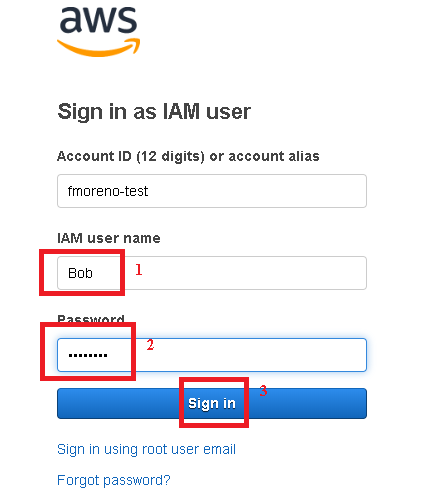 aws
Sign in as IAM user
Account ID (12 digits) or account alias
fmoreno-test
IAM user name
Bob 1
Password
•••••••• 2
Sign in 3
Sign in using root user email
Forgot password?